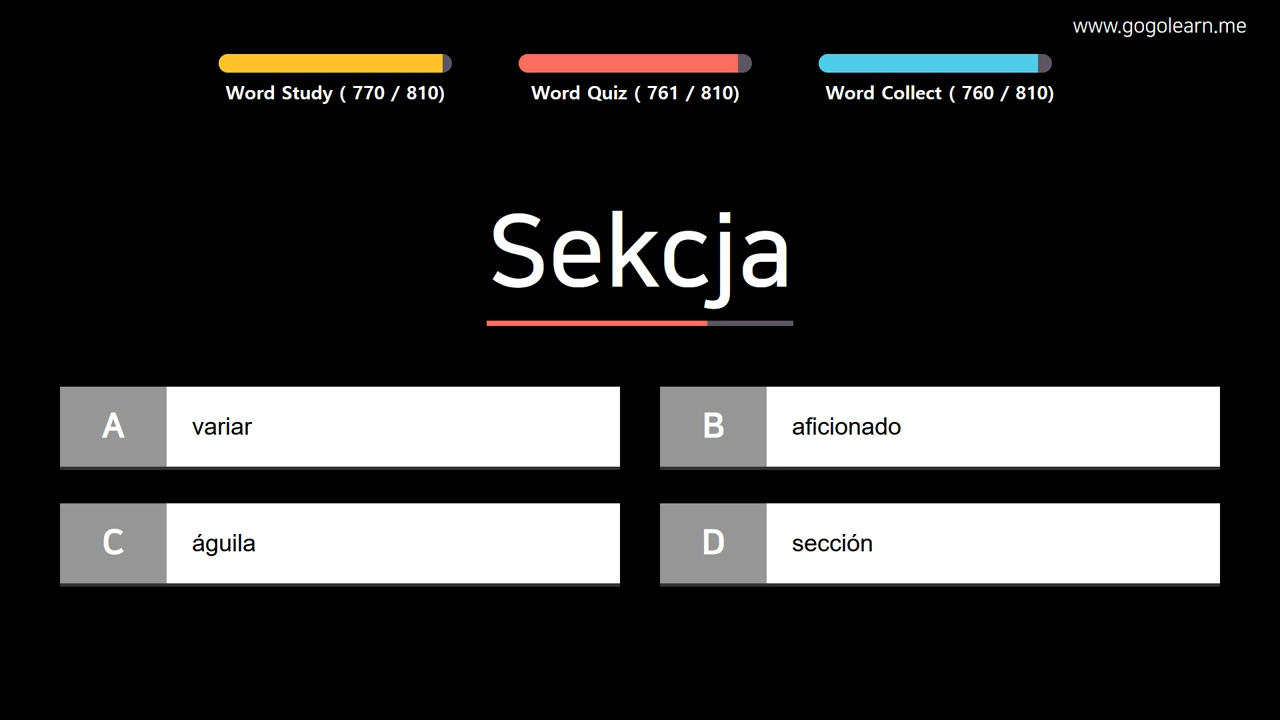 www.gogolearn.me
Word Study ( 770 / 810)
Word Quiz ( 761 / 810)
Word Collect ( 760 / 810)
Sekcja
A variar
B aficionado
C águila
D sección